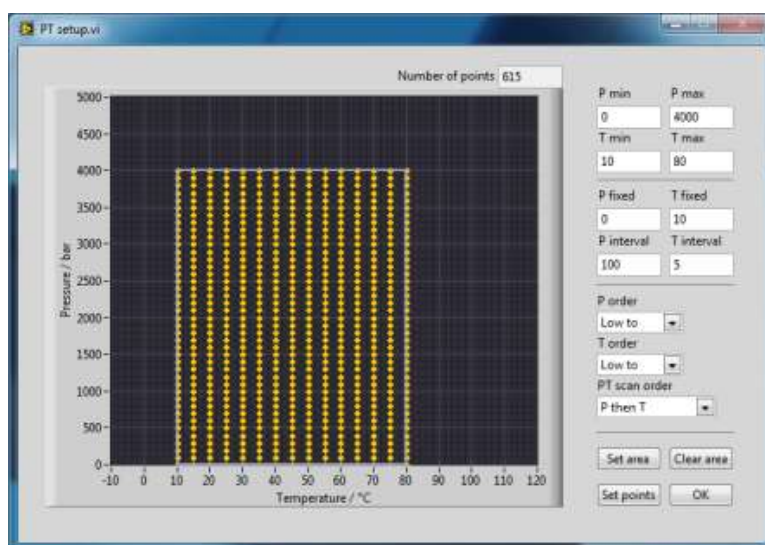 PT setup.vi
Number of points 615
P min P max
0 4000
T min T max
10 80
P fixed T fixed
0 10
P interval T interval
100 5
P order
Low to
T order
Low to
PT scan order
P then T
Set area Clear area
Set points OK
5000
4500
4000
3500
3000
2500
2000
1500
1000
500
0
Pressure / bar
-10 0 10 20 30 40 50 60 70 80 90 100 110 120
Temperature / °C